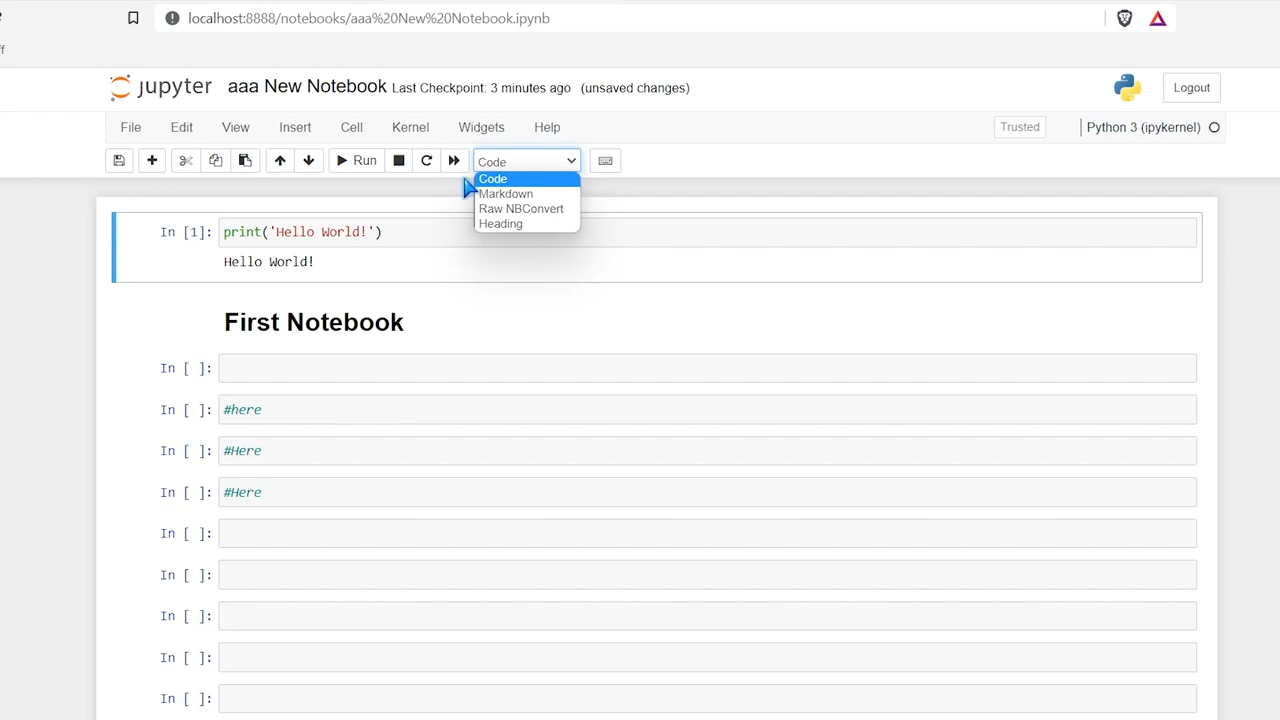 localhost:8888/notebooks/aaa%20New%20Notebook.ipynb
jupyter aaa New Notebook Last Checkpoint: 3 minutes ago (unsaved changes) Logout
File Edit View Insert Cell Kernel Widgets Help Trusted Python 3 (ipykernel)
Run Code
Code
Markdown
Raw NBConvert
Heading
In [1]: print('Hello World!')
Hello World!
First Notebook
In [ ]:
In [ ]: #here
In [ ]: #Here
In [ ]: #Here
In [ ]:
In [ ]:
In [ ]:
In [ ]:
In [ ]: